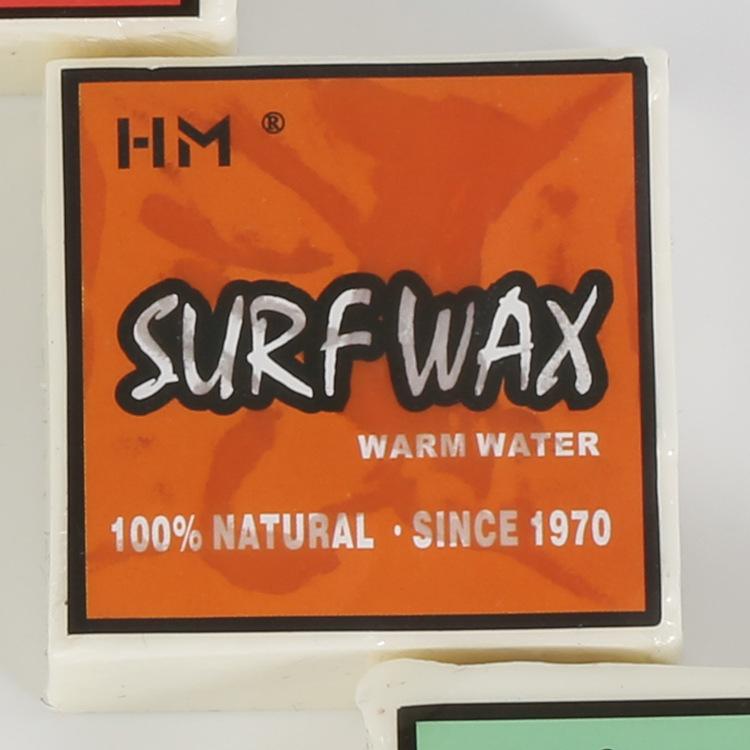 HM ®
SURF WAX
WARM WATER
100% NATURAL · SINCE 1970